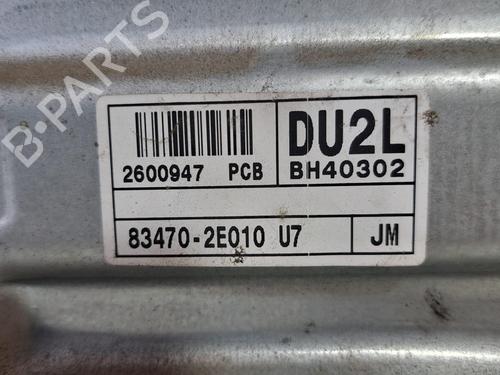 B-PARTS
2600947 PCB
DU2L
BH40302
83470-2E010 U7
JM